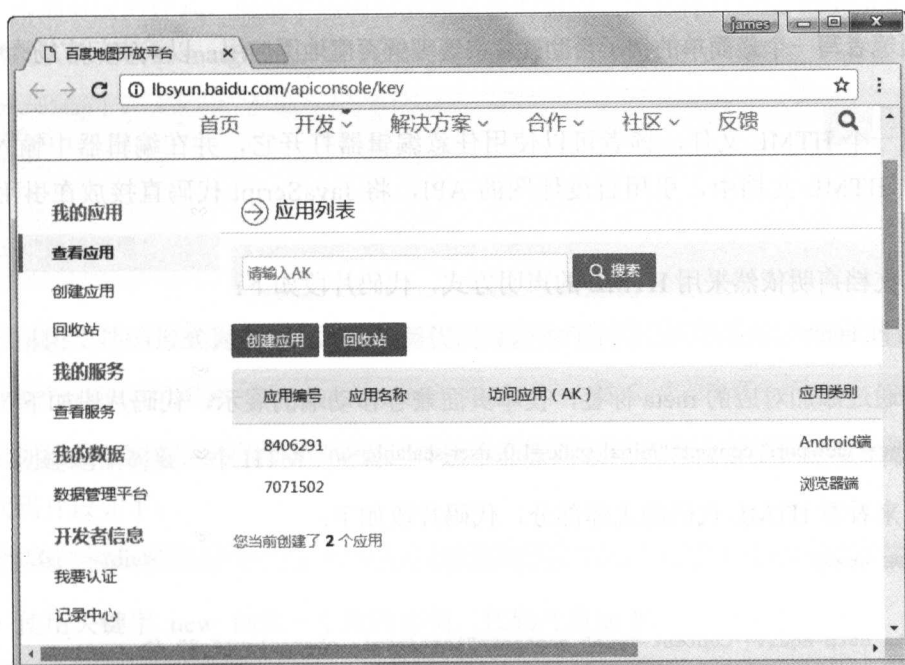 james
百度地图开放平台
lbsyun.baidu.com/apiconsole/key
首页 开发 解决方案 合作 社区 反馈
我的应用
查看应用
创建应用
回收站
我的服务
查看服务
我的数据
数据管理平台
开发者信息
我要认证
记录中心
应用列表
请输入AK
搜索
创建应用 回收站
应用编号 应用名称 访问应用（AK） 应用类别
8406291 Android端
7071502 浏览器端
您当前创建了 2 个应用